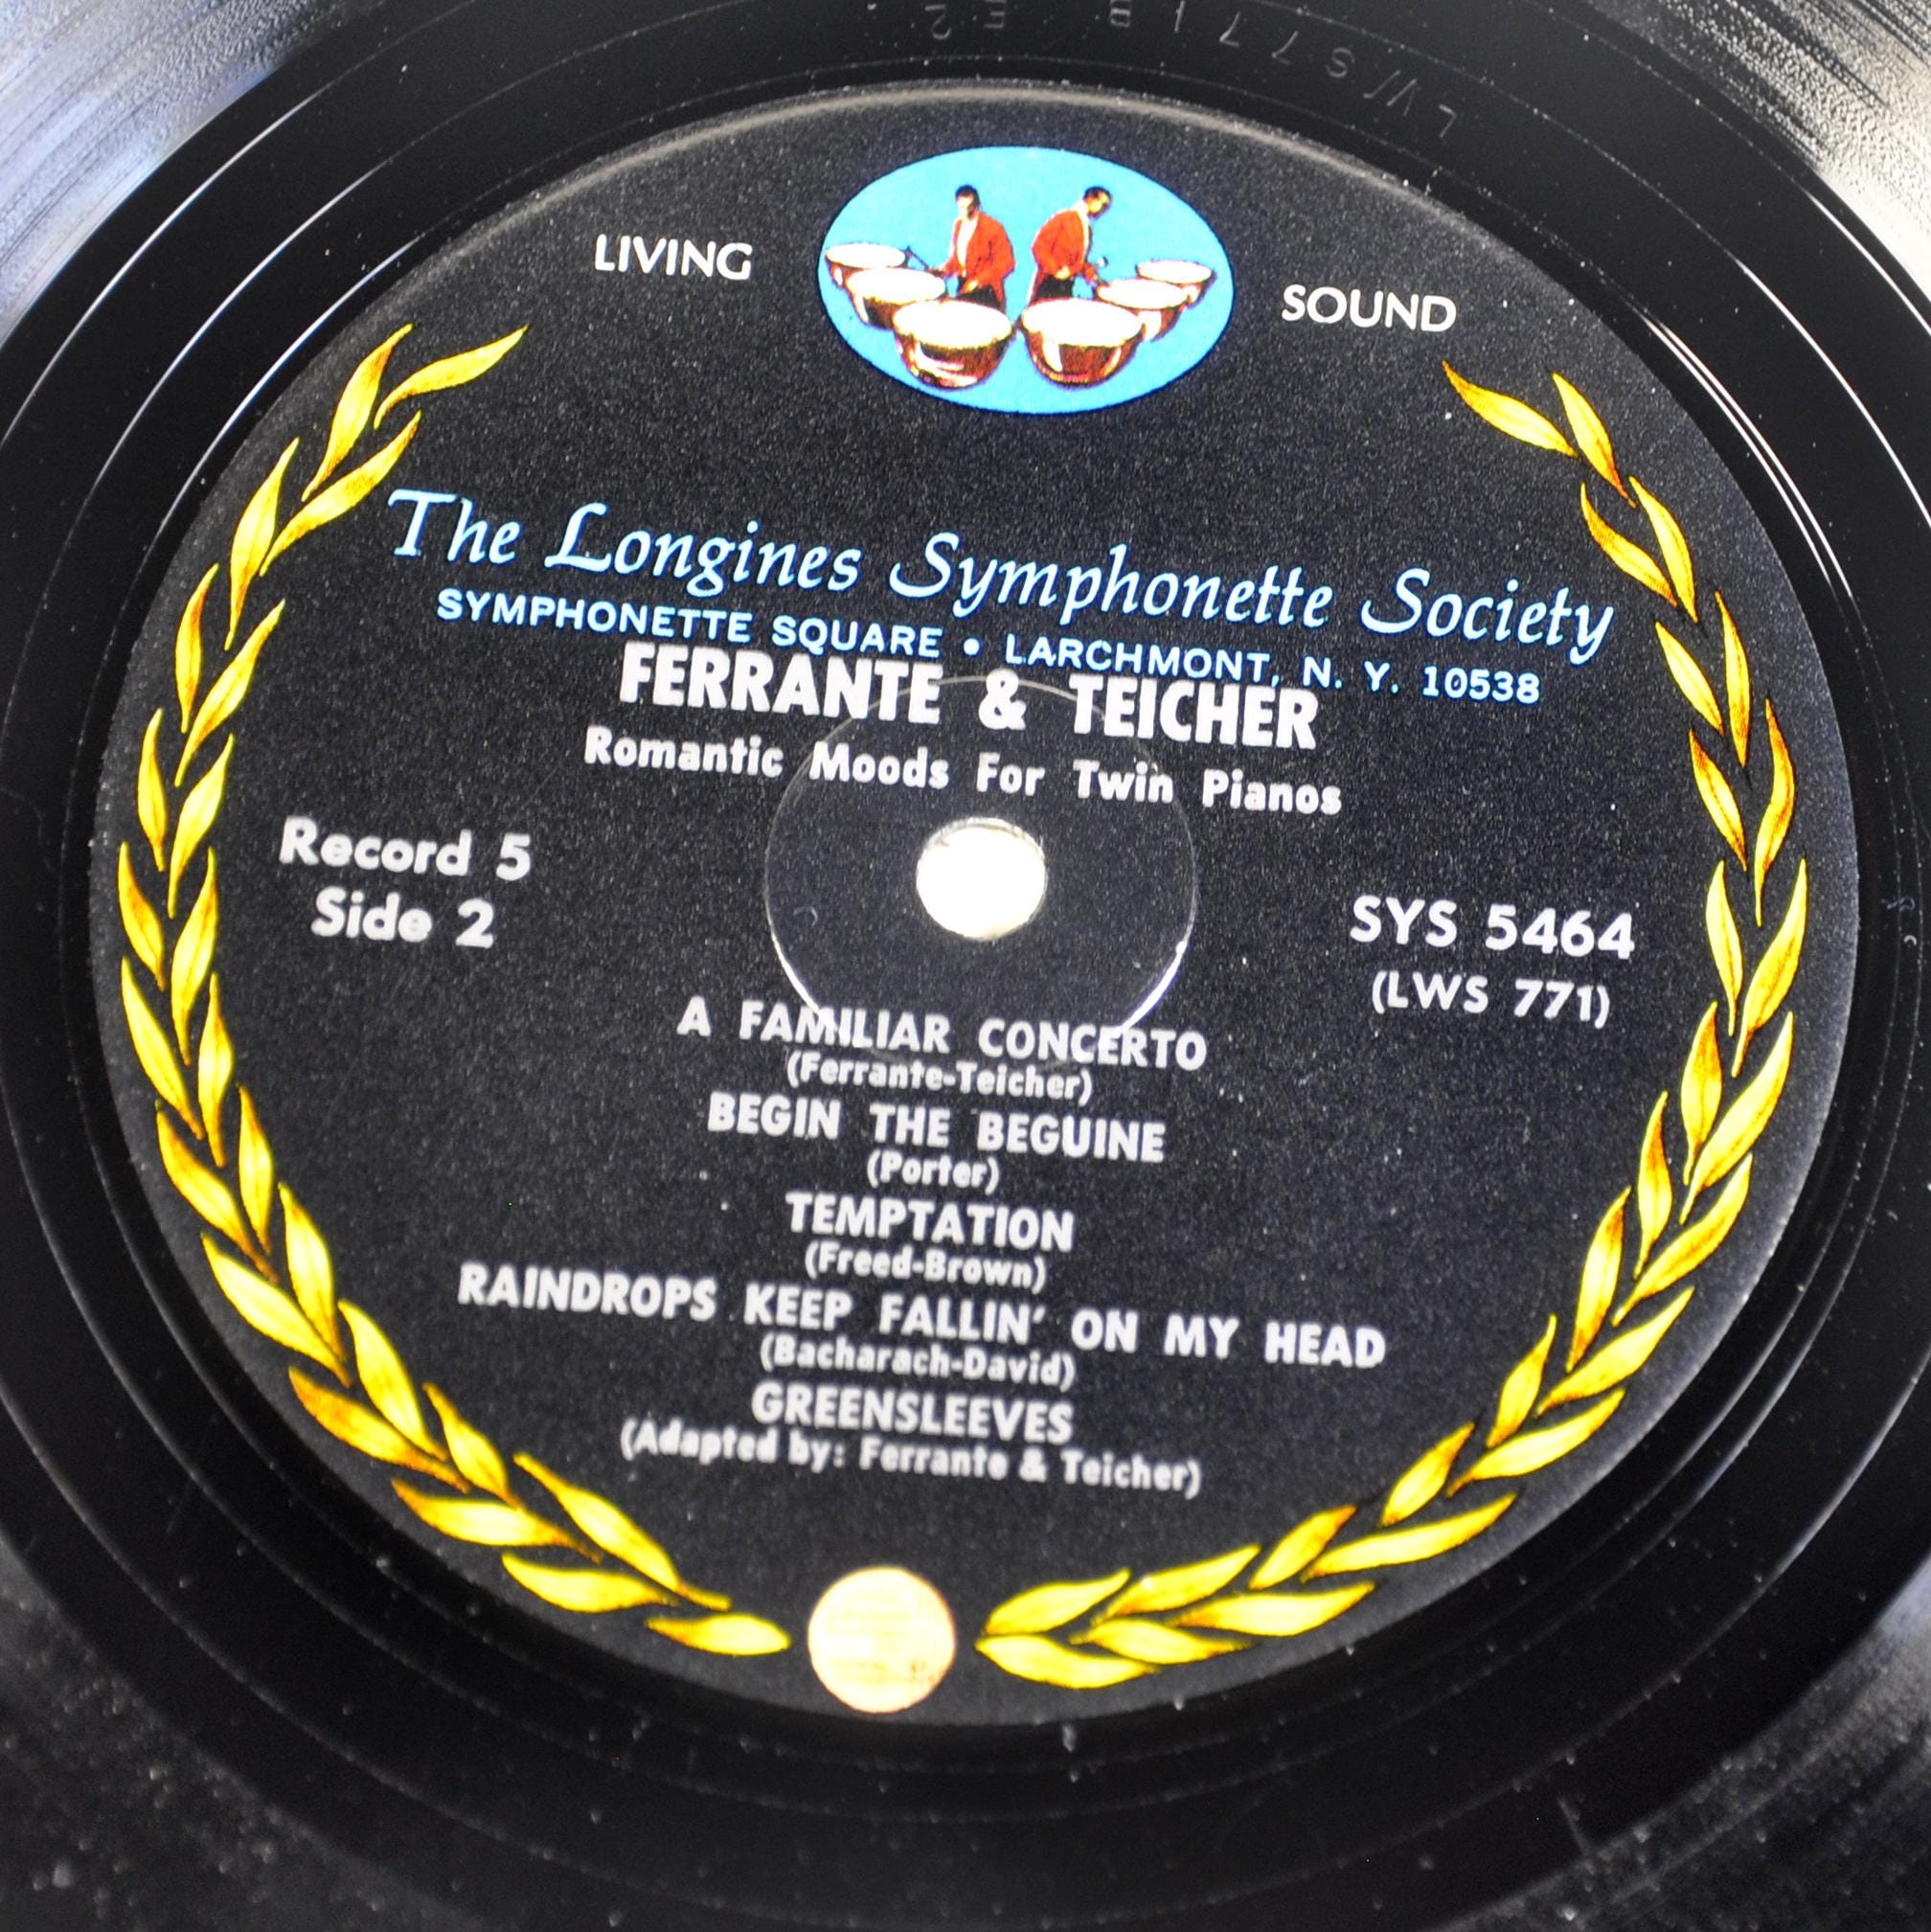 LWS771B E2
LIVING
SOUND
The Longines Symphonette Society
SYMPHONETTE SQUARE • LARCHMONT, N. Y. 10538
FERRANTE & TEICHER
Romantic Moods For Twin Pianos
Record 5
Side 2
SYS 5464
(LWS 771)
A FAMILIAR CONCERTO
(Ferrante-Teicher)
BEGIN THE BEGUINE
(Porter)
TEMPTATION
(Freed-Brown)
RAINDROPS KEEP FALLIN' ON MY HEAD
(Bacharach-David)
GREENSLEEVES
(Adapted by: Ferrante & Teicher)